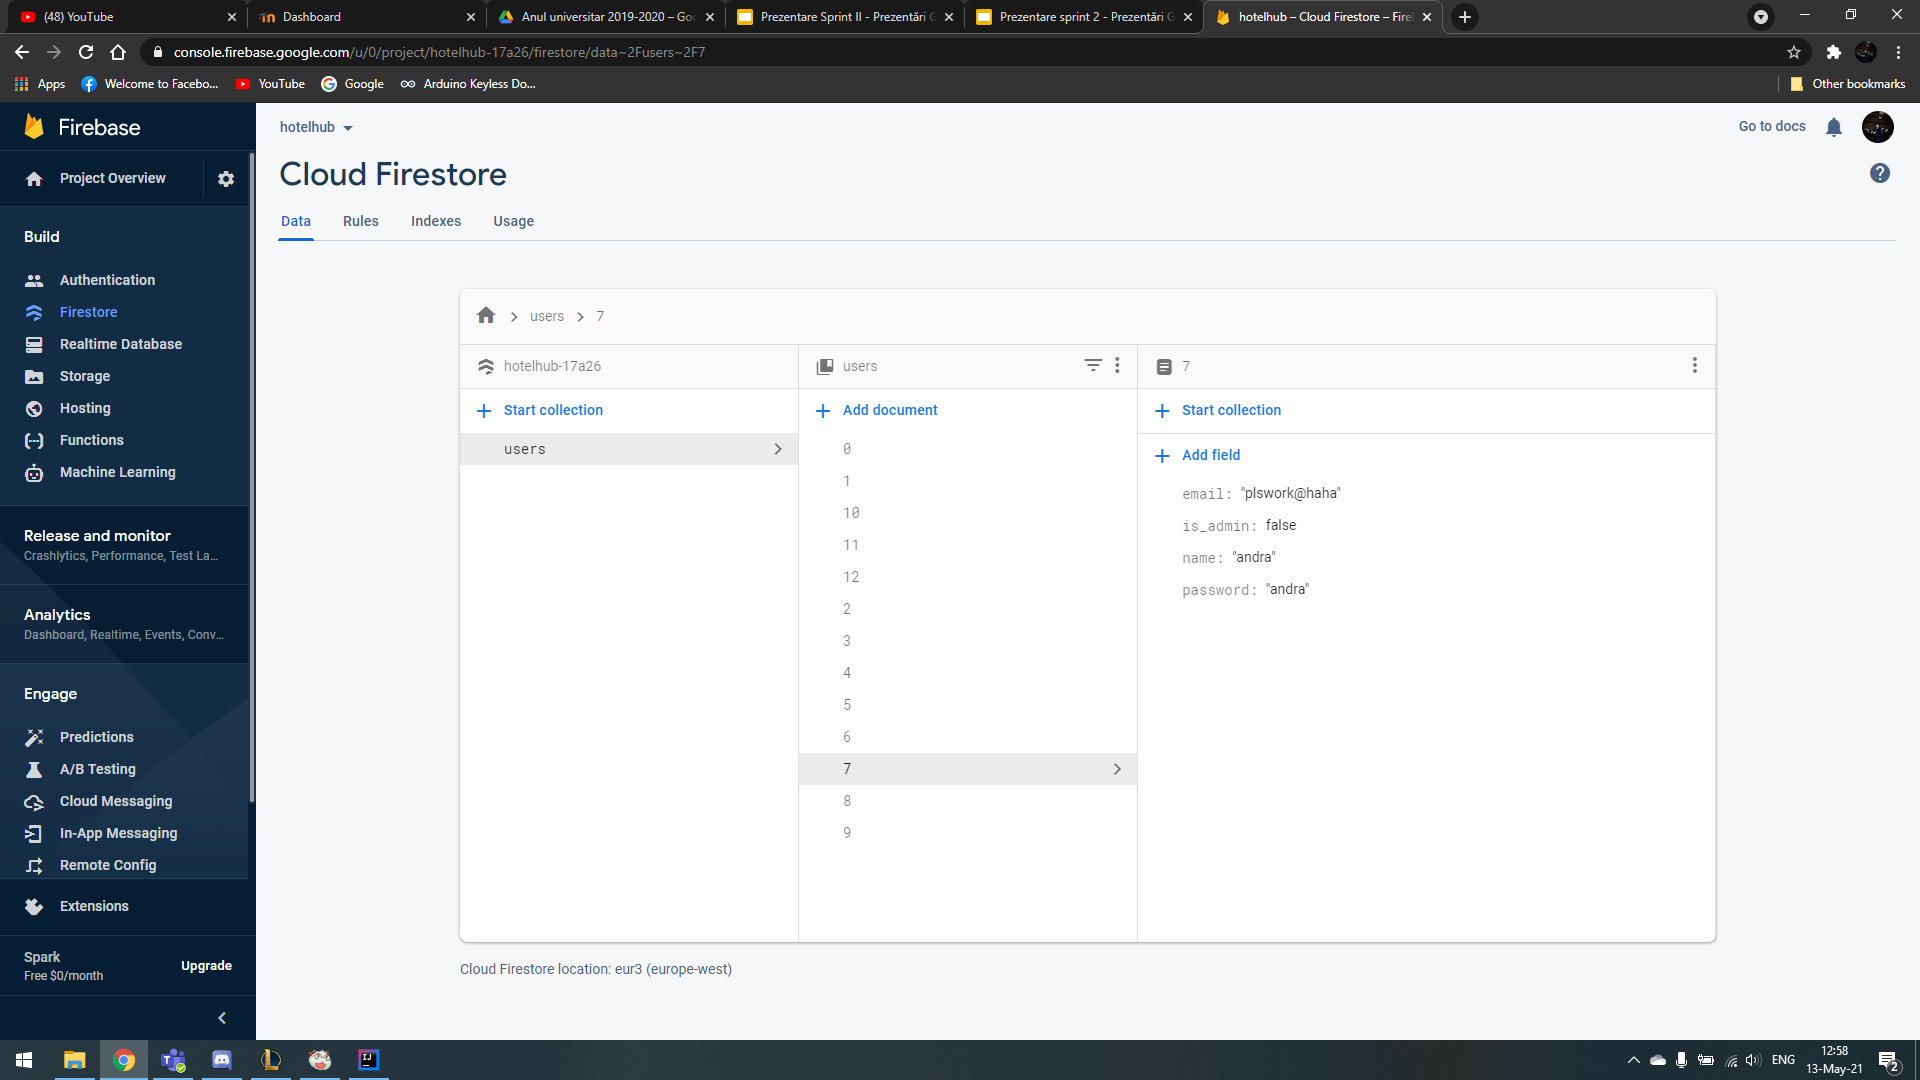 (48) YouTube
Dashboard
Anul universitar 2019-2020 – Goo
Prezentare Sprint II - Prezentări G
Prezentare sprint 2 - Prezentări G
hotelhub – Cloud Firestore – Fire
console.firebase.google.com/u/0/project/hotelhub-17a26/firestore/data~2Fusers~2F7
Apps
Welcome to Facebo...
YouTube
Google
Arduino Keyless Do...
Other bookmarks
Firebase
Project Overview
Build
Authentication
Firestore
Realtime Database
Storage
Hosting
Functions
Machine Learning
Release and monitor
Crashlytics, Performance, Test La...
Analytics
Dashboard, Realtime, Events, Conv...
Engage
Predictions
A/B Testing
Cloud Messaging
In-App Messaging
Remote Config
Extensions
Spark
Free $0/month
Upgrade
hotelhub
Go to docs
Cloud Firestore
Data
Rules
Indexes
Usage
users
7
hotelhub-17a26
Start collection
users
users
Add document
0
1
10
11
12
2
3
4
5
6
7
8
9
7
Start collection
Add field
email: "plswork@haha"
is_admin: false
name: "andra"
password: "andra"
Cloud Firestore location: eur3 (europe-west)
ENG
12:58
13-May-21
2